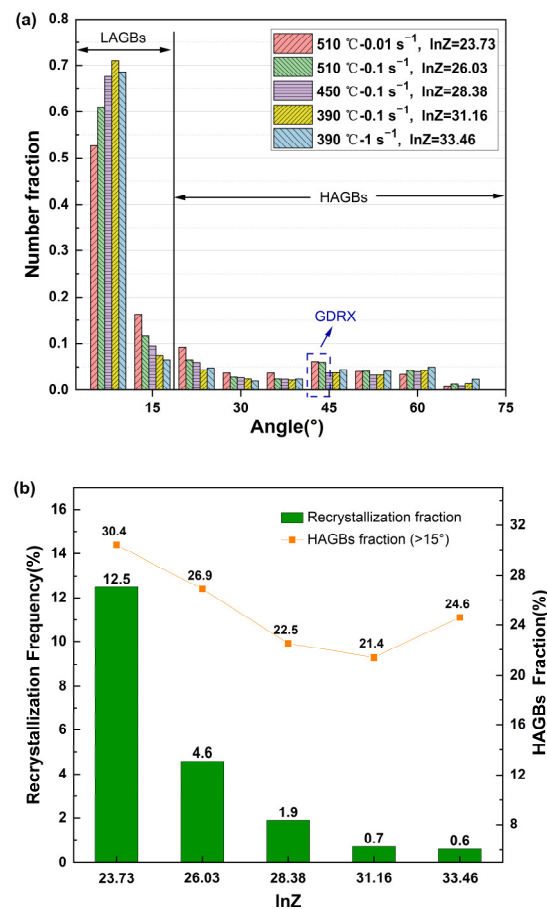 (a)
LAGBs
510 ℃-0.01 s⁻¹, lnZ=23.73
510 ℃-0.1 s⁻¹, lnZ=26.03
450 ℃-0.1 s⁻¹, lnZ=28.38
390 ℃-0.1 s⁻¹, lnZ=31.16
390 ℃-1 s⁻¹, lnZ=33.46
HAGBs
GDRX
Number fraction
0.8
0.7
0.6
0.5
0.4
0.3
0.2
0.1
0.0
15 30 45 60 75
Angle(°)
(b)
Recrystallization fraction
HAGBs fraction (>15°)
Recrystallization Frequency(%)
16
14
12
10
8
6
4
2
0
30.4 26.9 22.5 21.4 24.6
12.5 4.6 1.9 0.7 0.6
HAGBs Fraction(%)
32
28
24
20
16
12
8
23.73 26.03 28.38 31.16 33.46
lnZ